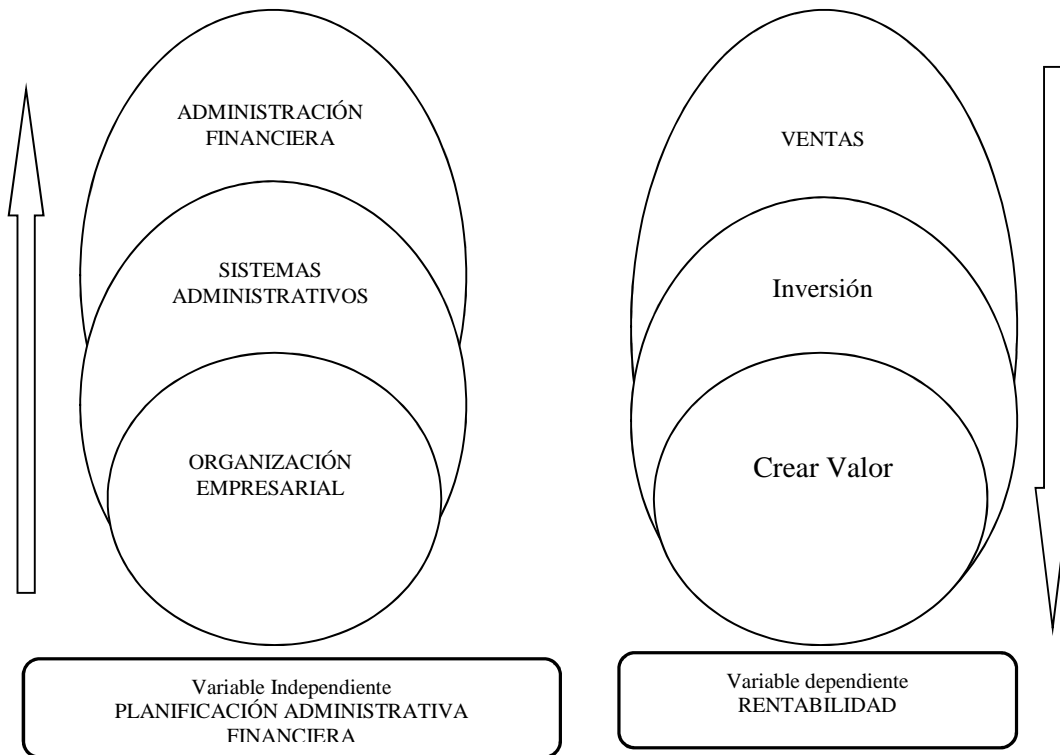 ADMINISTRACIÓN
FINANCIERA
SISTEMAS
ADMINISTRATIVOS
ORGANIZACIÓN
EMPRESARIAL
Variable Independiente
PLANIFICACIÓN ADMINISTRATIVA
FINANCIERA
VENTAS
Inversión
Crear Valor
Variable dependiente
RENTABILIDAD